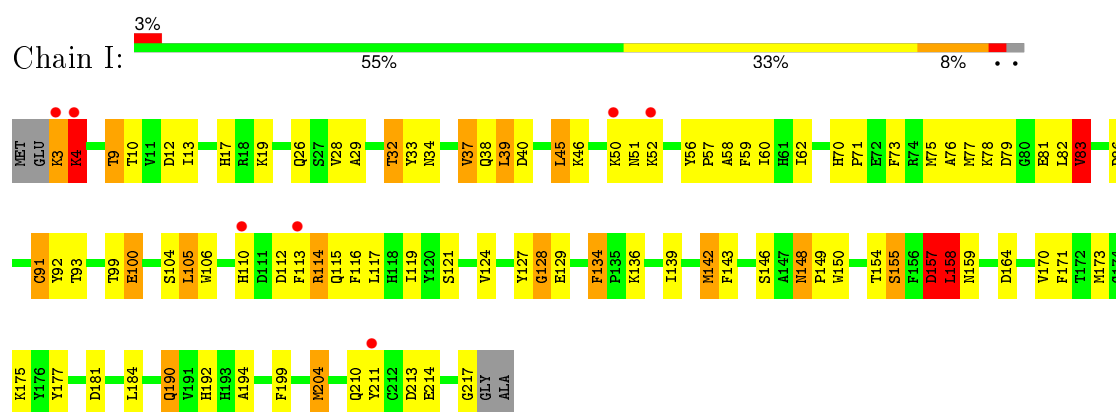 3%
Chain I:
55% 33% 8% . .
MET GLU K3 K4 T9 T10 V11 D12 I13 H17 R18 K19 Q26 S27 V28 A29 T32 Y33 N34 V37 Q38 L39 D40 L45 K46 K50 N51 K52 Y56 P57 A58 F59 I60 H61 I62 H70 P71 E72 F73 R74 M75 A76 M77 K78 D79 G80 E81 L82 V83
C91 Y92 T93 T99 E100 S104 L105 W106 H110 D111 D112 F113 R114 Q115 F116 L117 H118 I119 Y120 S121 V124 Y127 G128 E129 F134 P135 K136 I139 M142 F143 S146 A147 N148 P149 W150 T154 S155 F156 D157 L158 N159 D164 V170 F171 T172 M173
K175 Y176 Y177 D181 L184 Q190 V191 H192 H193 A194 F199 M204 Q210 Y211 C212 D213 E214 G217 GLY ALA